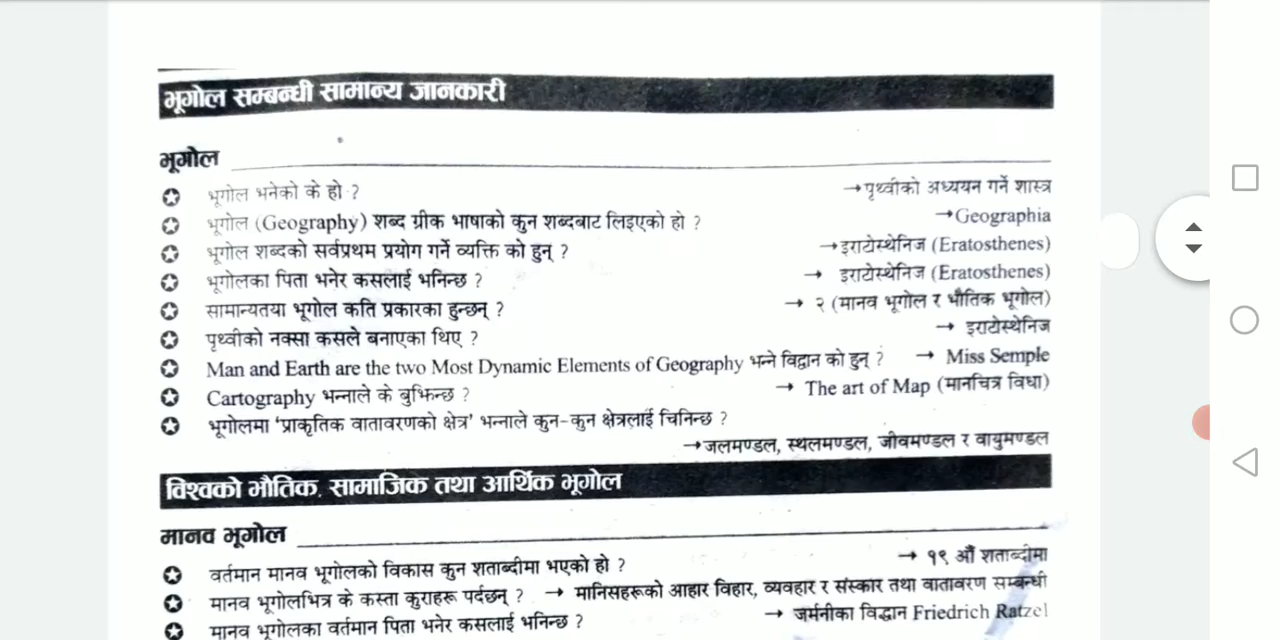 भूगोल सम्बन्धी सामान्य जानकारी
भूगोल
भूगोल भनेको के हो ? →पृथ्वीको अध्ययन गर्ने शास्त्र
भूगोल (Geography) शब्द ग्रीक भाषाको कुन शब्दबाट लिइएको हो ? →Geographia
भूगोल शब्दको सर्वप्रथम प्रयोग गर्ने व्यक्ति को हुन् ? →इराटोस्थेनिज (Eratosthenes)
भूगोलका पिता भनेर कसलाई भनिन्छ ? → इराटोस्थेनिज (Eratosthenes)
सामान्यतया भूगोल कति प्रकारका हुन्छन् ? → २ (मानव भूगोल र भौतिक भूगोल)
पृथ्वीको नक्सा कसले बनाएका थिए ? → इराटोस्थेनिज
Man and Earth are the two Most Dynamic Elements of Geography भन्ने विद्वान को हुन् ? → Miss Semple
Cartography भन्नाले के बुझिन्छ ? → The art of Map (मानचित्र विधा)
भूगोलमा ‘प्राकृतिक वातावरणको क्षेत्र’ भन्नाले कुन-कुन क्षेत्रलाई चिनिन्छ ?
→जलमण्डल, स्थलमण्डल, जीवमण्डल र वायुमण्डल
विश्वको भौतिक, सामाजिक तथा आर्थिक भूगोल
मानव भूगोल
वर्तमान मानव भूगोलको विकास कुन शताब्दीमा भएको हो ? → १९ औं शताब्दीमा
मानव भूगोलभित्र के कस्ता कुराहरू पर्दछन् ? → मानिसहरूको आहार विहार, व्यवहार र संस्कार तथा वातावरण सम्बन्धी
मानव भूगोलका वर्तमान पिता भनेर कसलाई भनिन्छ ? → जर्मनीका विद्धान Friedrich Ratzel